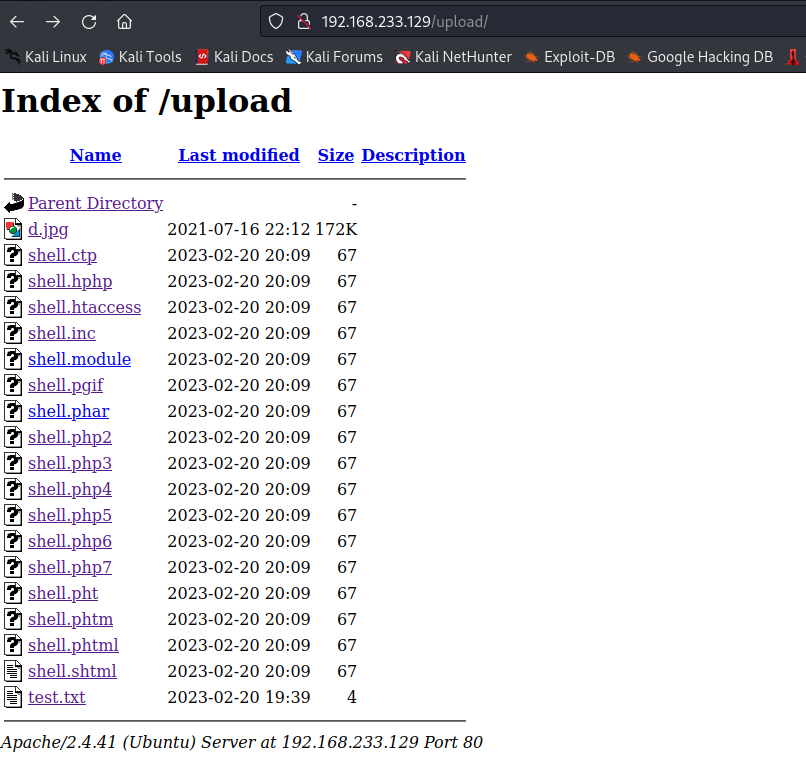 192.168.233.129/upload/
Kali Linux Kali Tools Kali Docs Kali Forums Kali NetHunter Exploit-DB Google Hacking DB
Index of /upload
Name Last modified Size Description
Parent Directory -
d.jpg 2021-07-16 22:12 172K
shell.ctp 2023-02-20 20:09 67
shell.hphp 2023-02-20 20:09 67
shell.htaccess 2023-02-20 20:09 67
shell.inc 2023-02-20 20:09 67
shell.module 2023-02-20 20:09 67
shell.pgif 2023-02-20 20:09 67
shell.phar 2023-02-20 20:09 67
shell.php2 2023-02-20 20:09 67
shell.php3 2023-02-20 20:09 67
shell.php4 2023-02-20 20:09 67
shell.php5 2023-02-20 20:09 67
shell.php6 2023-02-20 20:09 67
shell.php7 2023-02-20 20:09 67
shell.pht 2023-02-20 20:09 67
shell.phtm 2023-02-20 20:09 67
shell.phtml 2023-02-20 20:09 67
shell.shtml 2023-02-20 20:09 67
test.txt 2023-02-20 19:39 4
Apache/2.4.41 (Ubuntu) Server at 192.168.233.129 Port 80